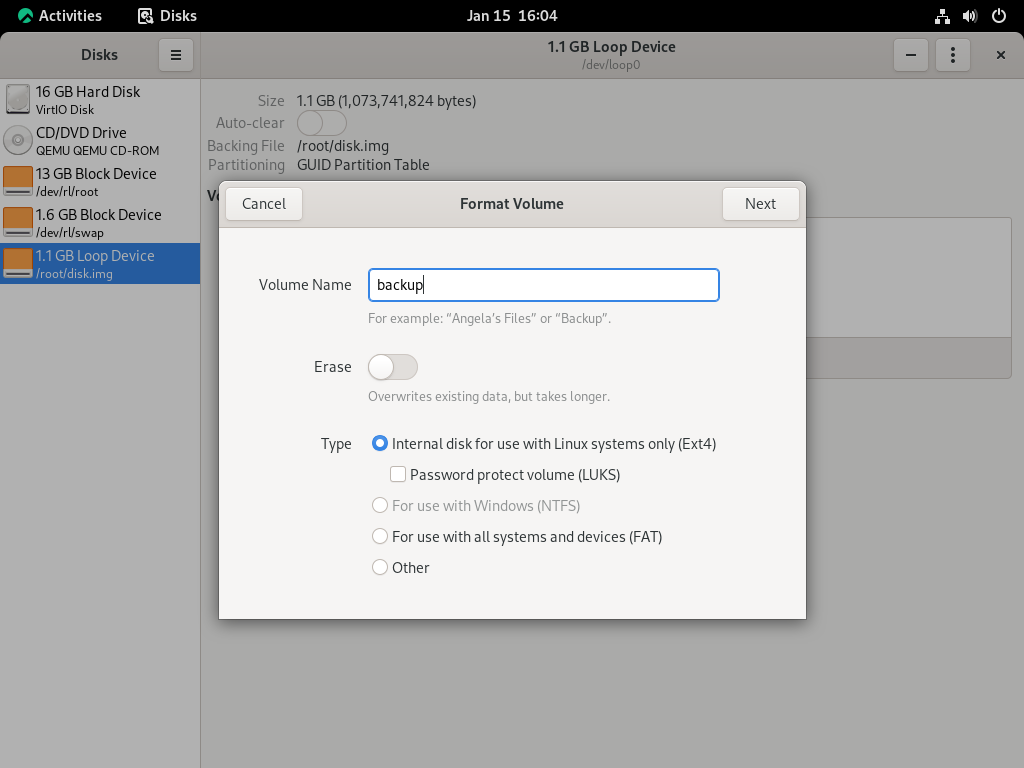 Activities
Disks
Jan 15 16:04
Disks
1.1 GB Loop Device
/dev/loop0
16 GB Hard Disk
VirtIO Disk
CD/DVD Drive
QEMU QEMU CD-ROM
13 GB Block Device
/dev/rl/root
1.6 GB Block Device
/dev/rl/swap
1.1 GB Loop Device
/root/disk.img
Size 1.1 GB (1,073,741,824 bytes)
Auto-clear
Backing File /root/disk.img
Partitioning GUID Partition Table
Cancel
Format Volume
Next
Volume Name backup
For example: “Angela’s Files” or “Backup”.
Erase
Overwrites existing data, but takes longer.
Type Internal disk for use with Linux systems only (Ext4)
Password protect volume (LUKS)
For use with Windows (NTFS)
For use with all systems and devices (FAT)
Other